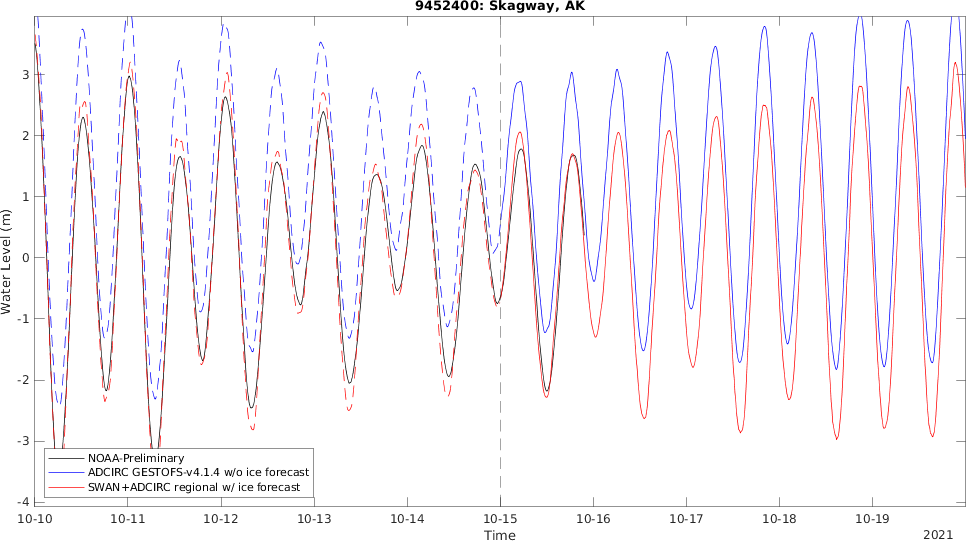 9452400: Skagway, AK
Water Level (m)
3
2
1
0
-1
-2
-3
-4
NOAA-Preliminary
ADCIRC GESTOFS-v4.1.4 w/o ice forecast
SWAN+ADCIRC regional w/ ice forecast
10-10 10-11 10-12 10-13 10-14 10-15 10-16 10-17 10-18 10-19
Time
2021